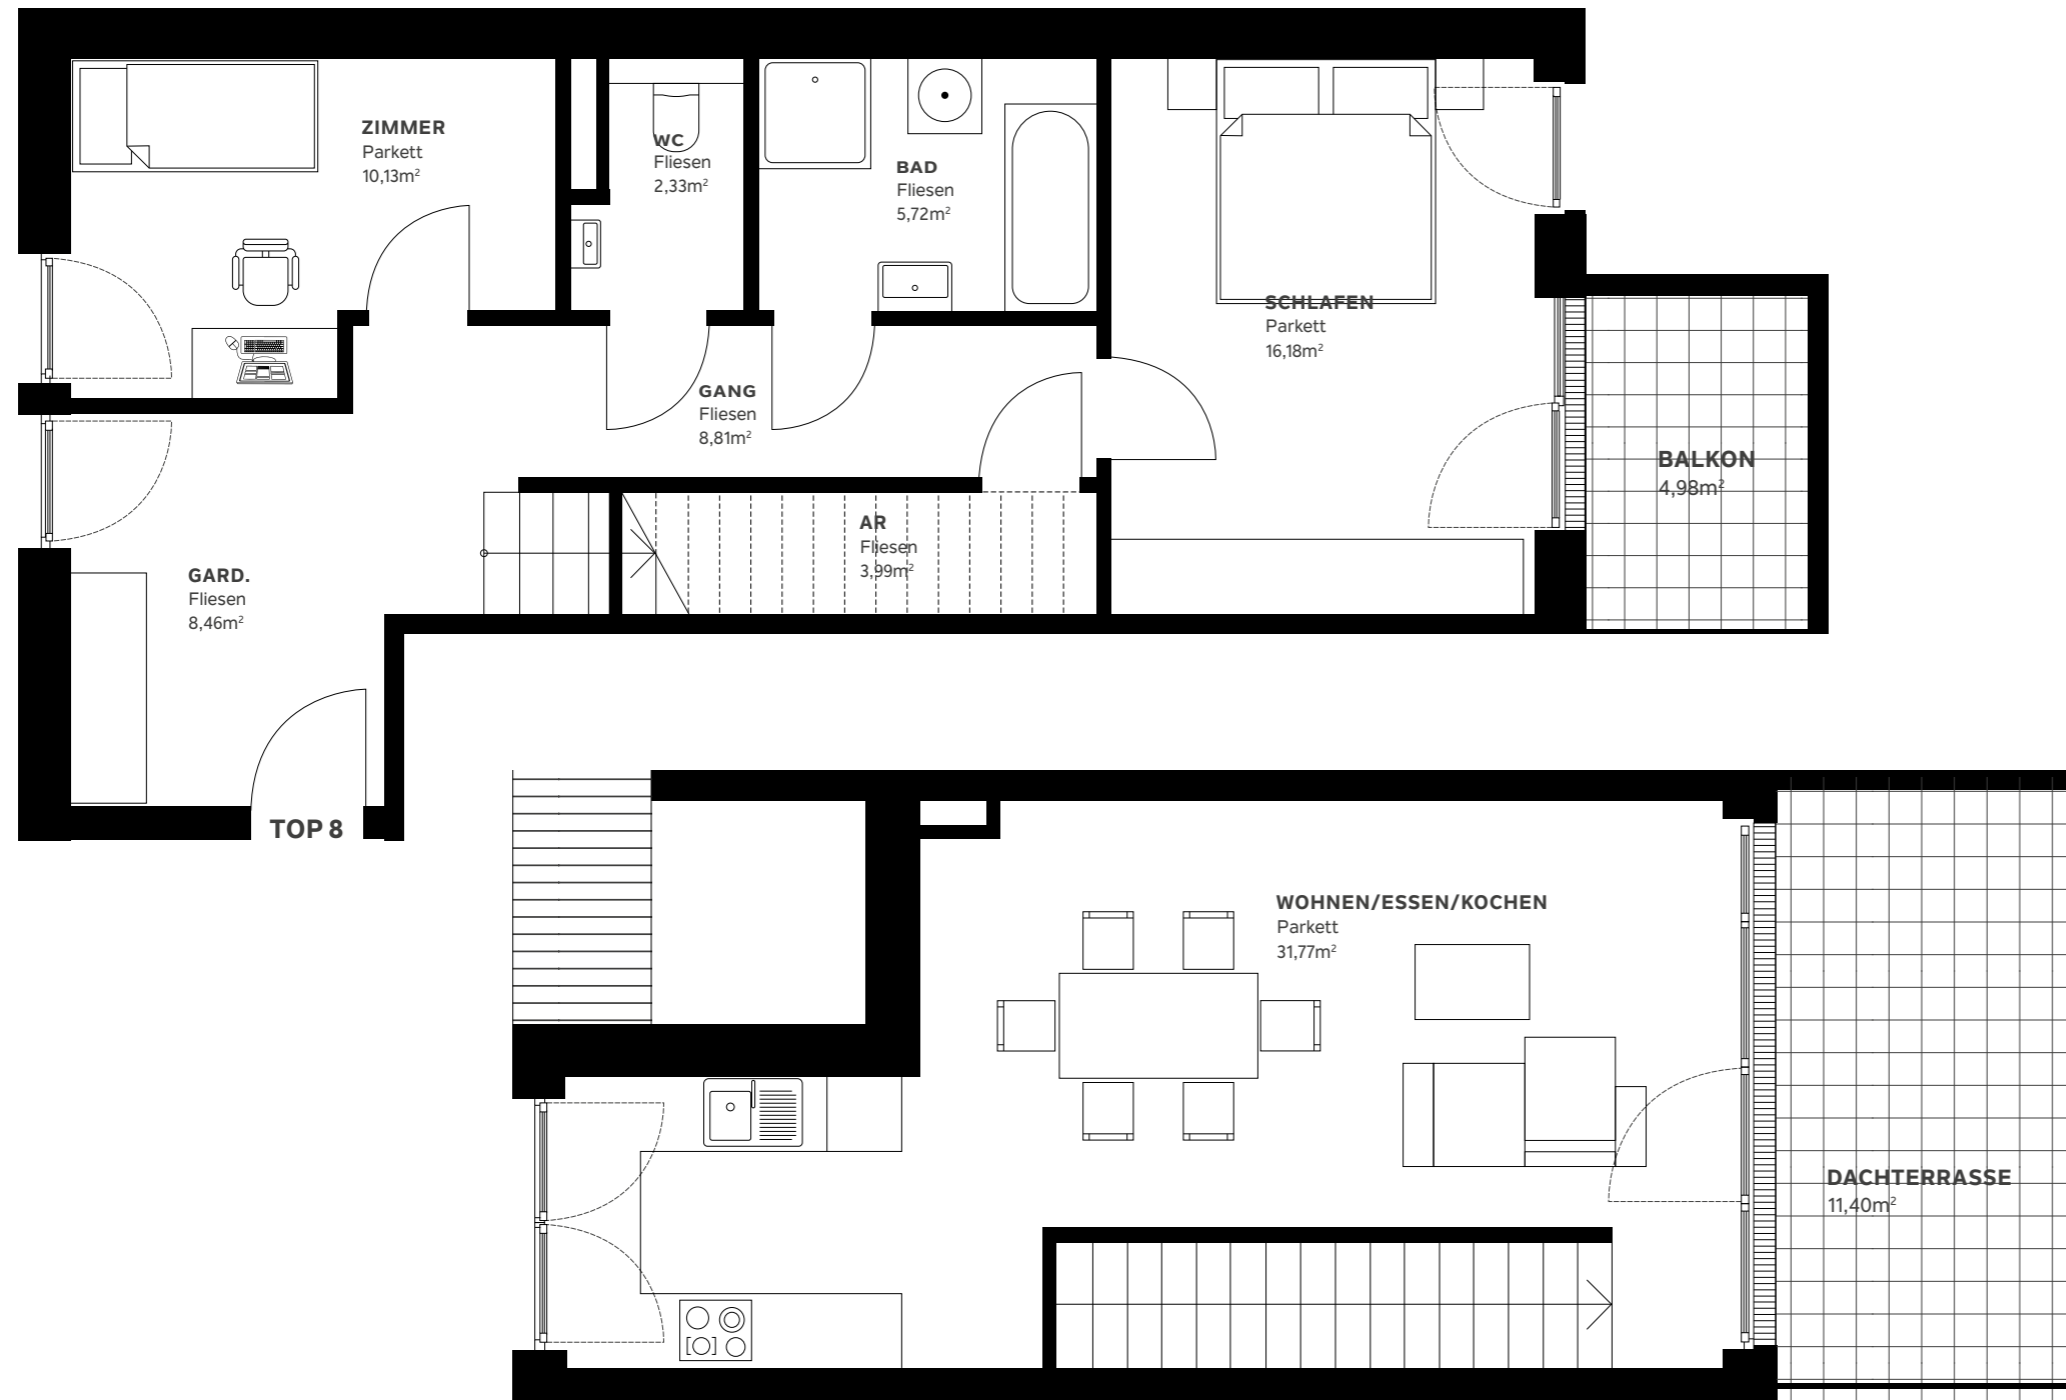 ZIMMER
Parkett
10,13m²
WC
Fliesen
2,33m²
BAD
Fliesen
5,72m²
SCHLAFEN
Parkett
16,18m²
GANG
Fliesen
8,81m²
BALKON
4,98m²
AR
Fliesen
3,99m²
GARD.
Fliesen
8,46m²
TOP 8
WOHNEN/ESSEN/KOCHEN
Parkett
31,77m²
DACHTERRASSE
11,40m²